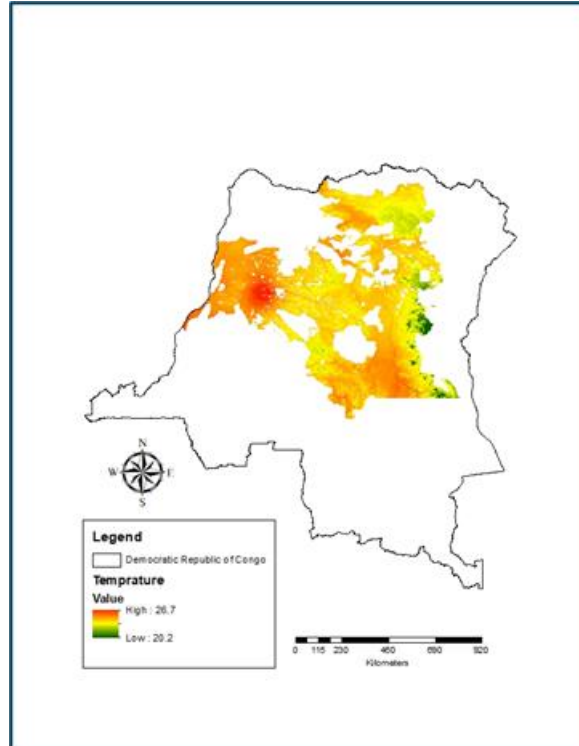 N
W E
S
Legend
Democratic Republic of Congo
Temprature
Value
High : 26.7
Low : 20.2
0 115 230 460 690 920
Kilometers